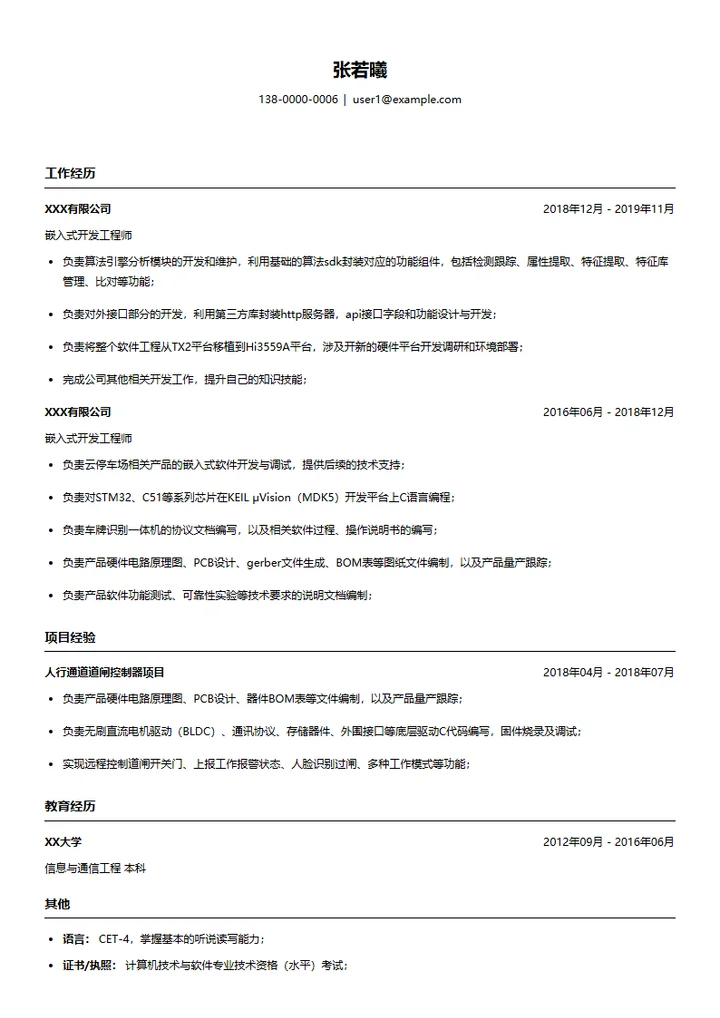 张若曦
138-0000-0006 | user1@example.com
工作经历
XXX有限公司 2018年12月 - 2019年11月
嵌入式开发工程师
• 负责算法引擎分析模块的开发和维护，利用基础的算法sdk封装对应的功能组件，包括检测跟踪、属性提取、特征提取、特征库
管理、比对等功能；
• 负责对外接口部分的开发，利用第三方库封装http服务器，api接口字段和功能设计与开发；
• 负责将整个软件工程从TX2平台移植到Hi3559A平台，涉及开新的硬件平台开发调研和环境部署；
• 完成公司其他相关开发工作，提升自己的知识技能；
XXX有限公司 2016年06月 - 2018年12月
嵌入式开发工程师
• 负责云停车场相关产品的嵌入式软件开发与调试，提供后续的技术支持；
• 负责对STM32、C51等系列芯片在KEIL μVision（MDK5）开发平台上C语言编程；
• 负责车牌识别一体机的协议文档编写，以及相关软件过程、操作说明书的编写；
• 负责产品硬件电路原理图、PCB设计、gerber文件生成、BOM表等图纸文件编制，以及产品量产跟踪；
• 负责产品软件功能测试、可靠性实验等技术要求的说明文档编制；
项目经验
人行通道道闸控制器项目 2018年04月 - 2018年07月
• 负责产品硬件电路原理图、PCB设计、器件BOM表等文件编制，以及产品量产跟踪；
• 负责无刷直流电机驱动（BLDC）、通讯协议、存储器件、外围接口等底层驱动C代码编写，固件烧录及调试；
• 实现远程控制道闸开关门、上报工作报警状态、人脸识别过闸、多种工作模式等功能；
教育经历
XX大学 2012年09月 - 2016年06月
信息与通信工程 本科
其他
• 语言： CET-4，掌握基本的听说读写能力；
• 证书/执照： 计算机技术与软件专业技术资格（水平）考试；